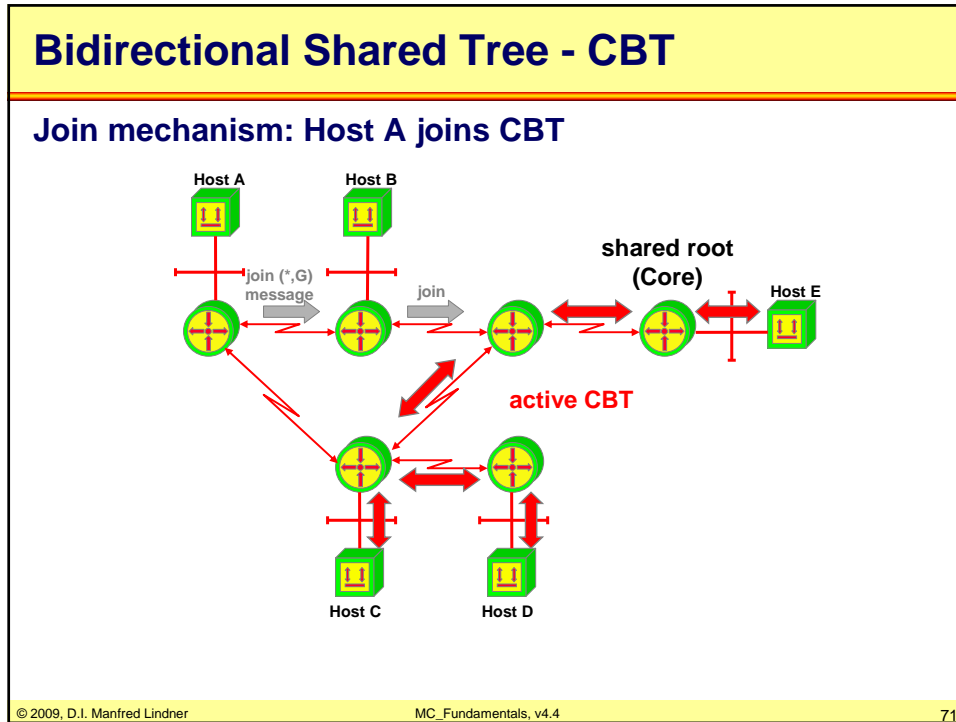 Bidirectional Shared Tree - CBT
Join mechanism: Host A joins CBT
Host A
Host B
shared root
(Core)
Host E
join (*,G)
message
join
active CBT
Host C
Host D
© 2009, D.I. Manfred Lindner
MC_Fundamentals, v4.4
71